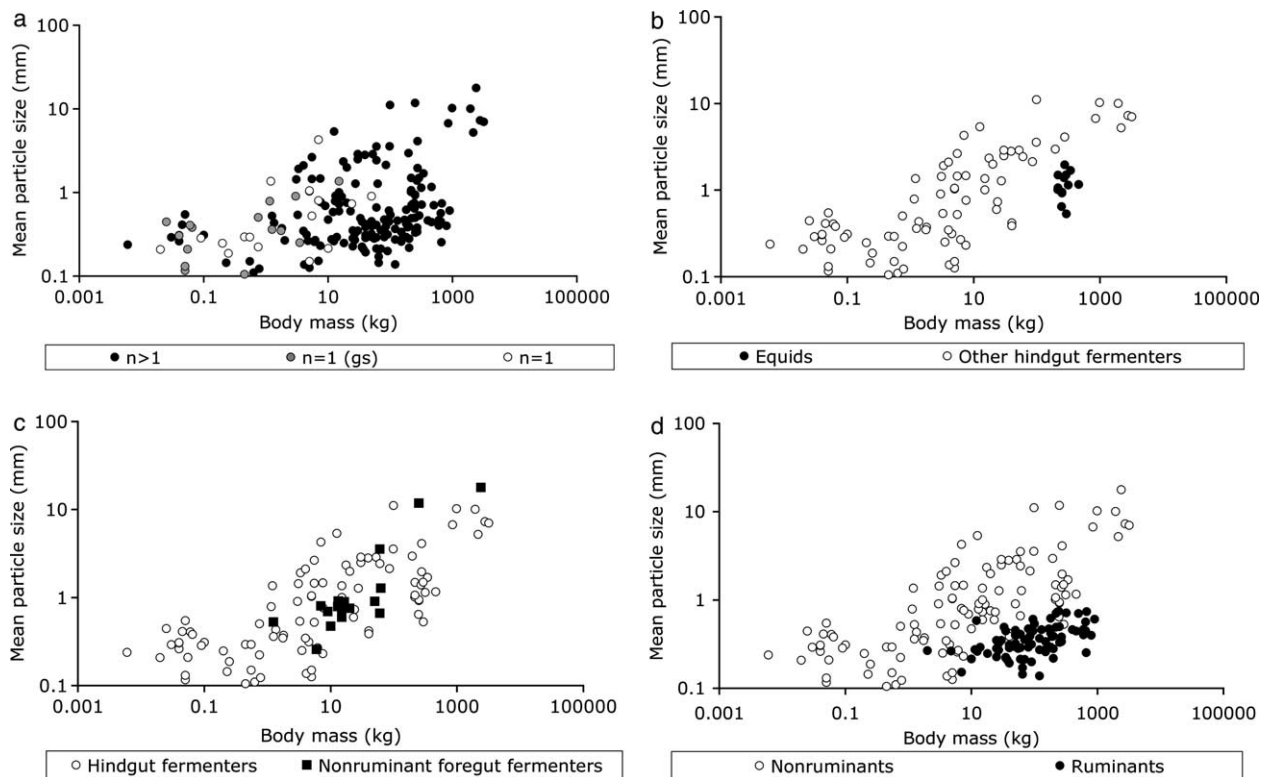 a
Mean particle size (mm)
100
10
1
0.1
0.001
0.1
10
1000
100000
Body mass (kg)
n>1
n=1 (gs)
n=1
b
Mean particle size (mm)
100
10
1
0.1
0.001
0.1
10
1000
100000
Body mass (kg)
Equids
Other hindgut fermenters
c
Mean particle size (mm)
100
10
1
0.1
0.001
0.1
10
1000
100000
Body mass (kg)
Hindgut fermenters
Nonruminant foregut fermenters
d
Mean particle size (mm)
100
10
1
0.1
0.001
0.1
10
1000
100000
Body mass (kg)
Nonruminants
Ruminants